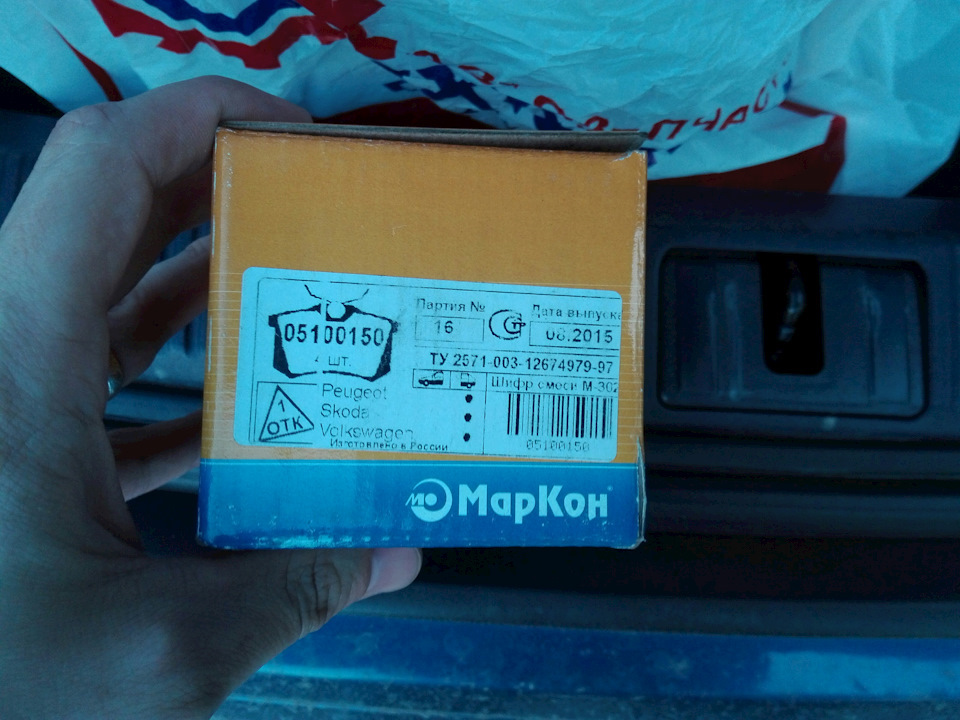 Партия №
16
Дата выпуска
08.2015
05100150
4 шт.
ТУ 2571-003-12674979-97
Шифр смеси М-302
1
ОТК
Peugeot
Skoda
Volkswagen
Изготовлено в России
05100150
МарКон